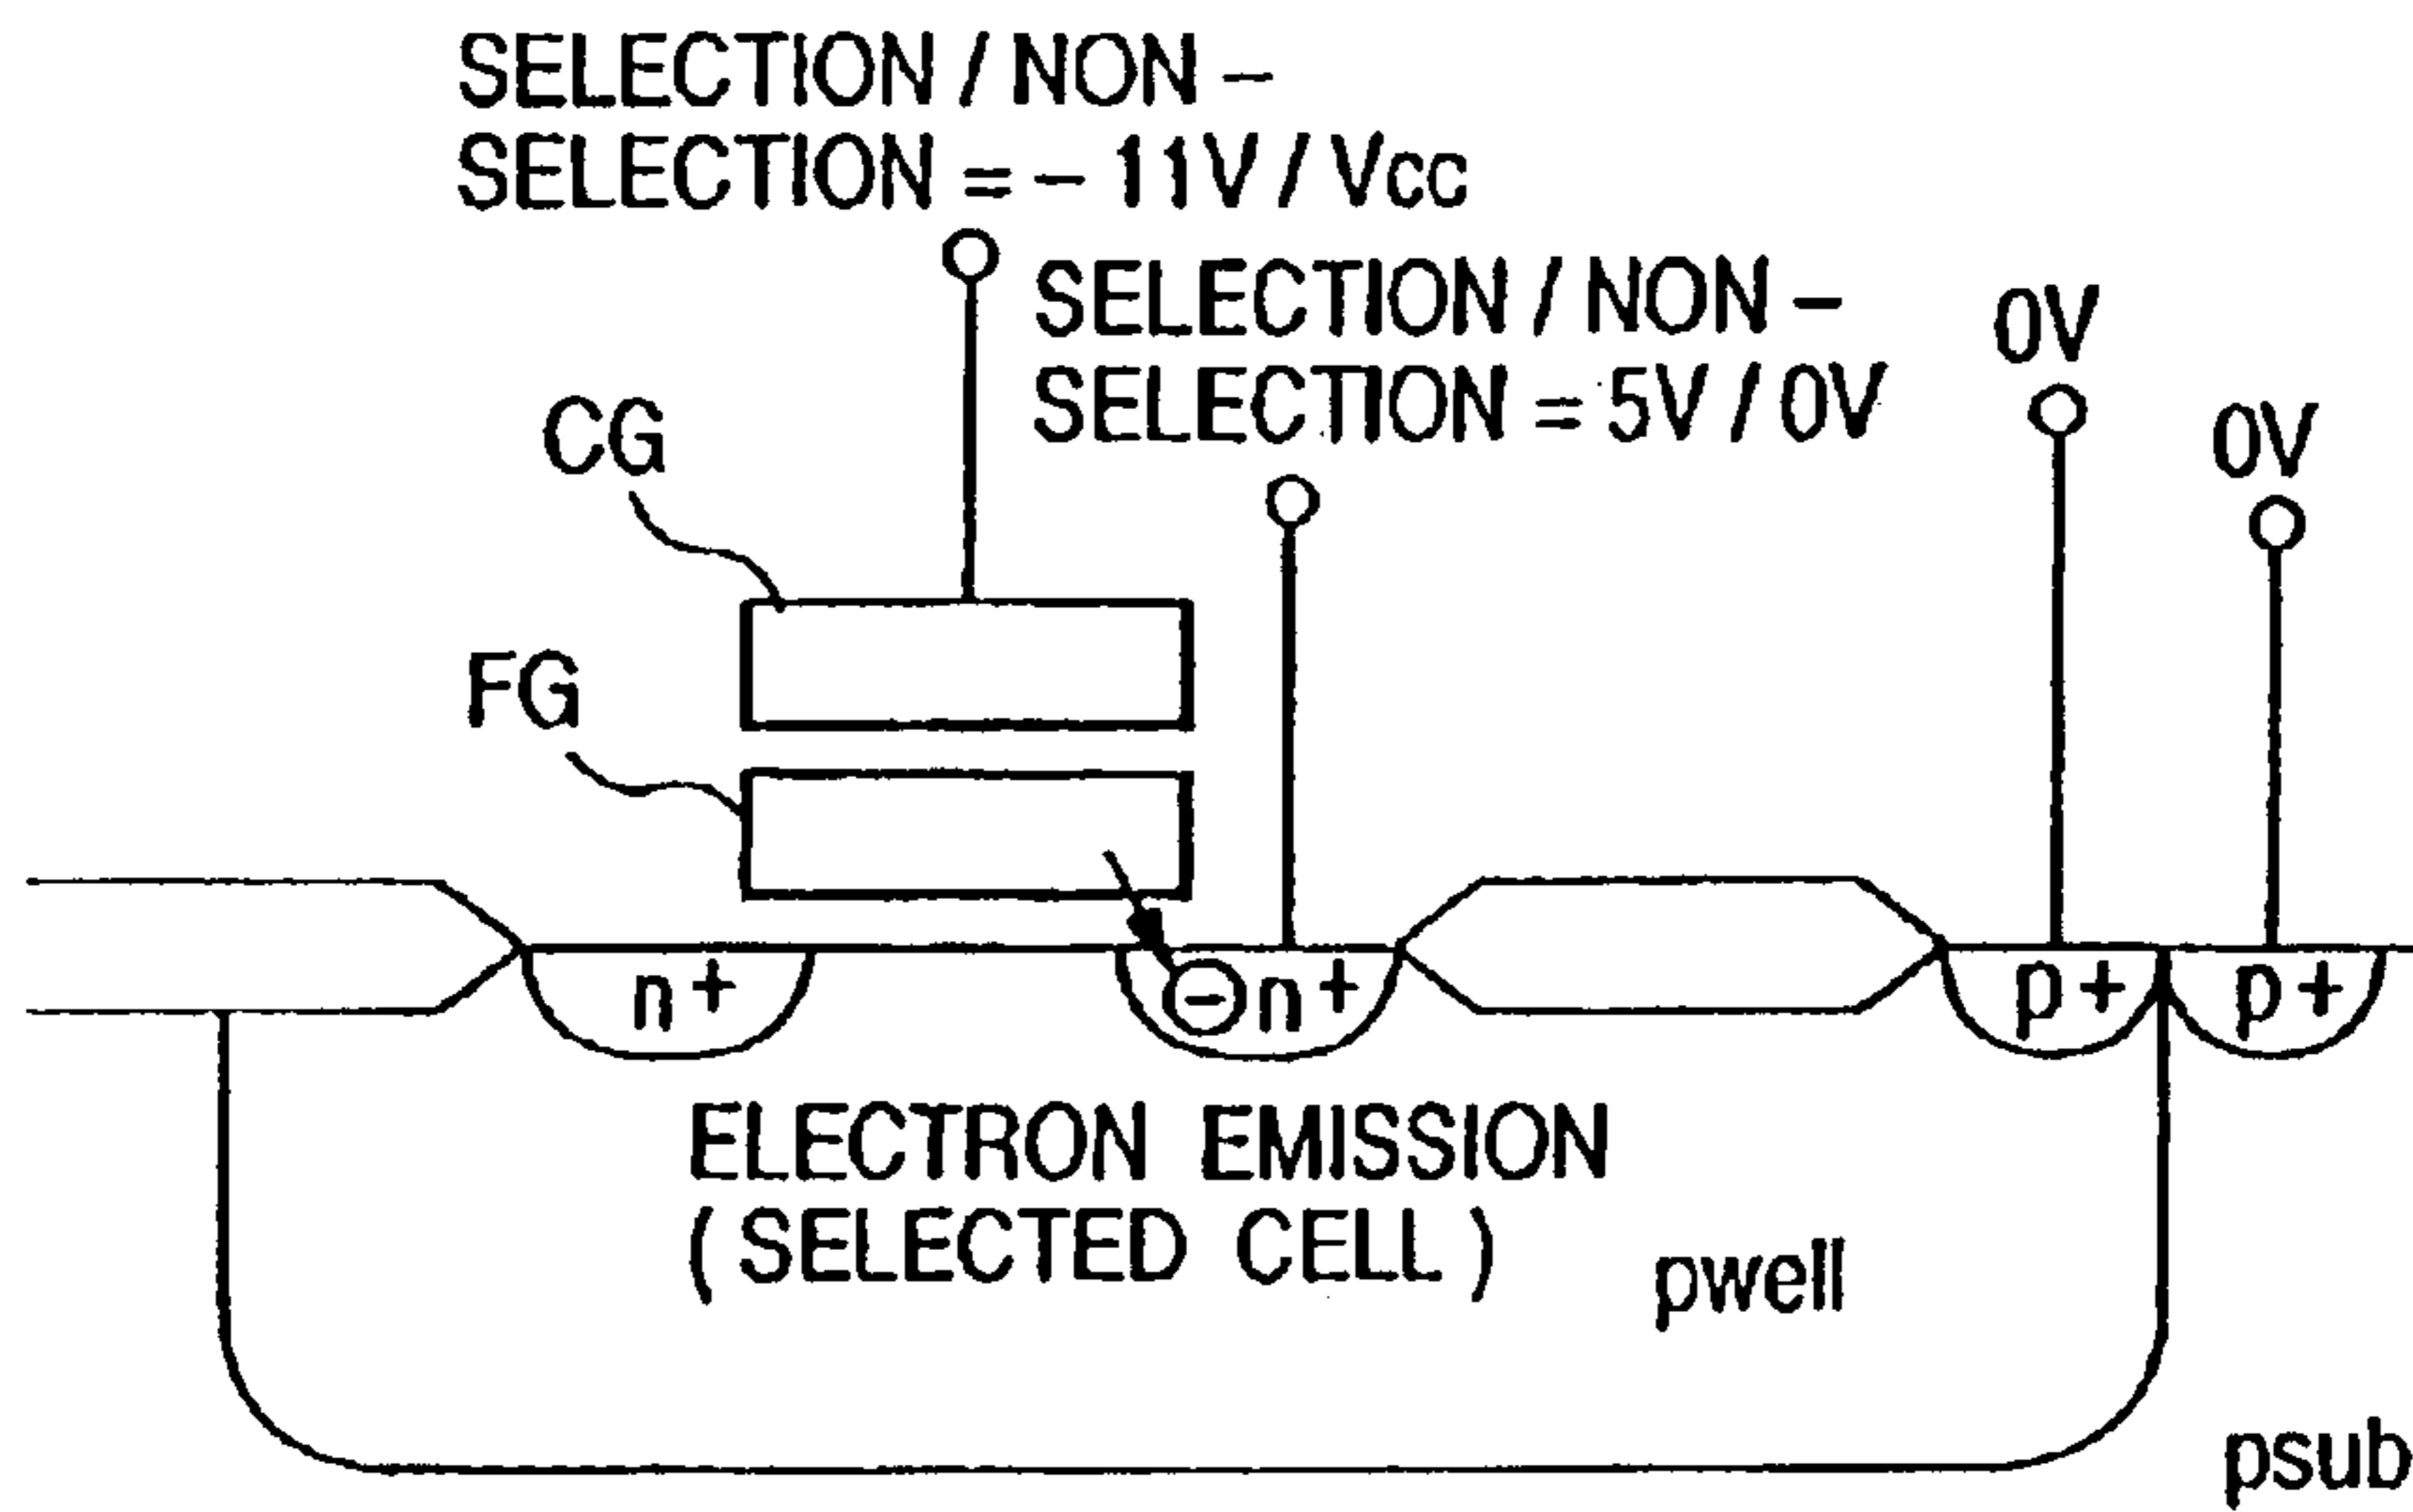 SELECTION / NON -
SELECTION = - 11V / Vcc
SELECTION / NON -
SELECTION = 5V / 0V
0V
0V
CG
FG
n+
⊖ n+
p+
p+
ELECTRON EMISSION
( SELECTED CELL )
pwell
psub